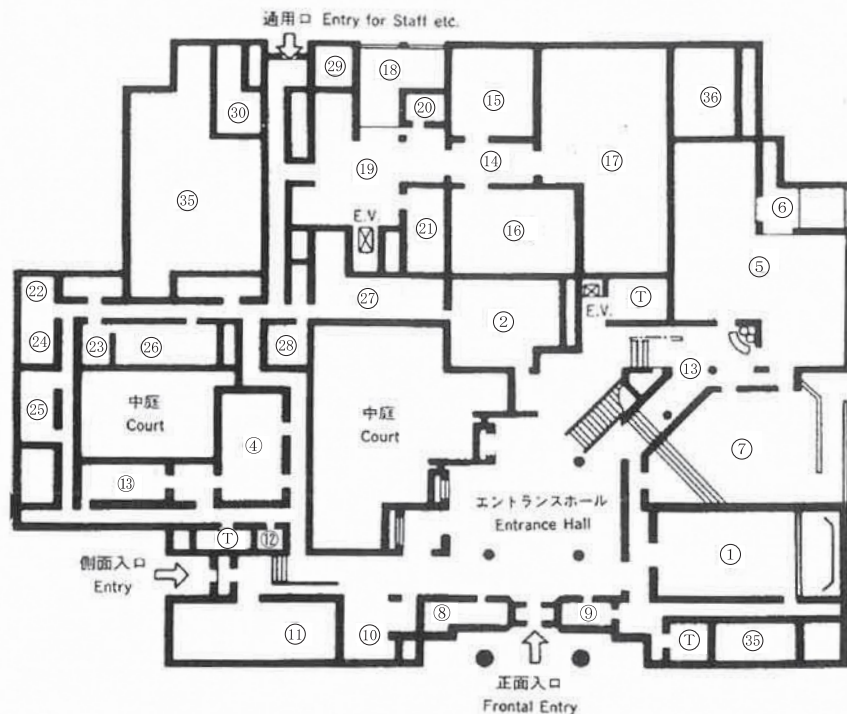 通用口 Entry for Staff etc.
㉙
⑱
⑮
㊱
㉚
⑳
⑭
⑰
⑲
㉟
⑥
E.V.
㉑
⑯
⑤
㉒
㉗
②
Ⓣ
E.V.
㉔
㉓
㉖
㉘
⑬
㉕
中庭
Court
④
中庭
Court
⑦
⑬
エントランスホール
Entrance Hall
Ⓣ
⑫
①
側面入口
Entry
⑪
⑩
⑧
⑨
Ⓣ
㉟
正面入口
Frontal Entry